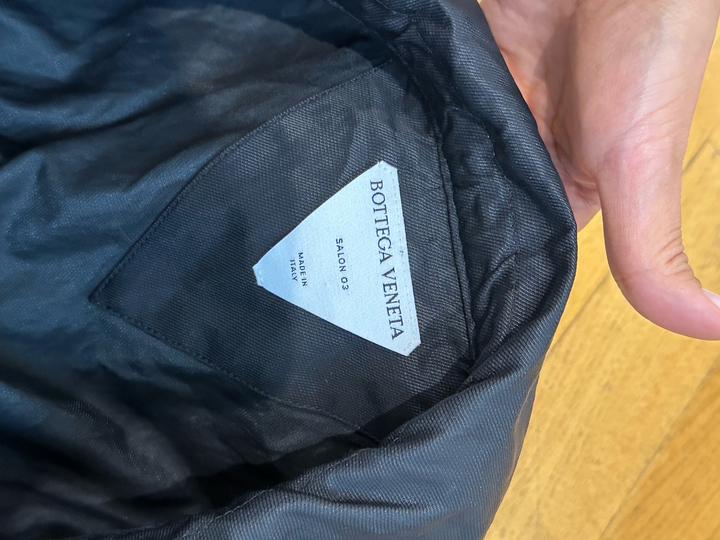 BOTTEGA VENETA
SALON 03
MADE IN
ITALY